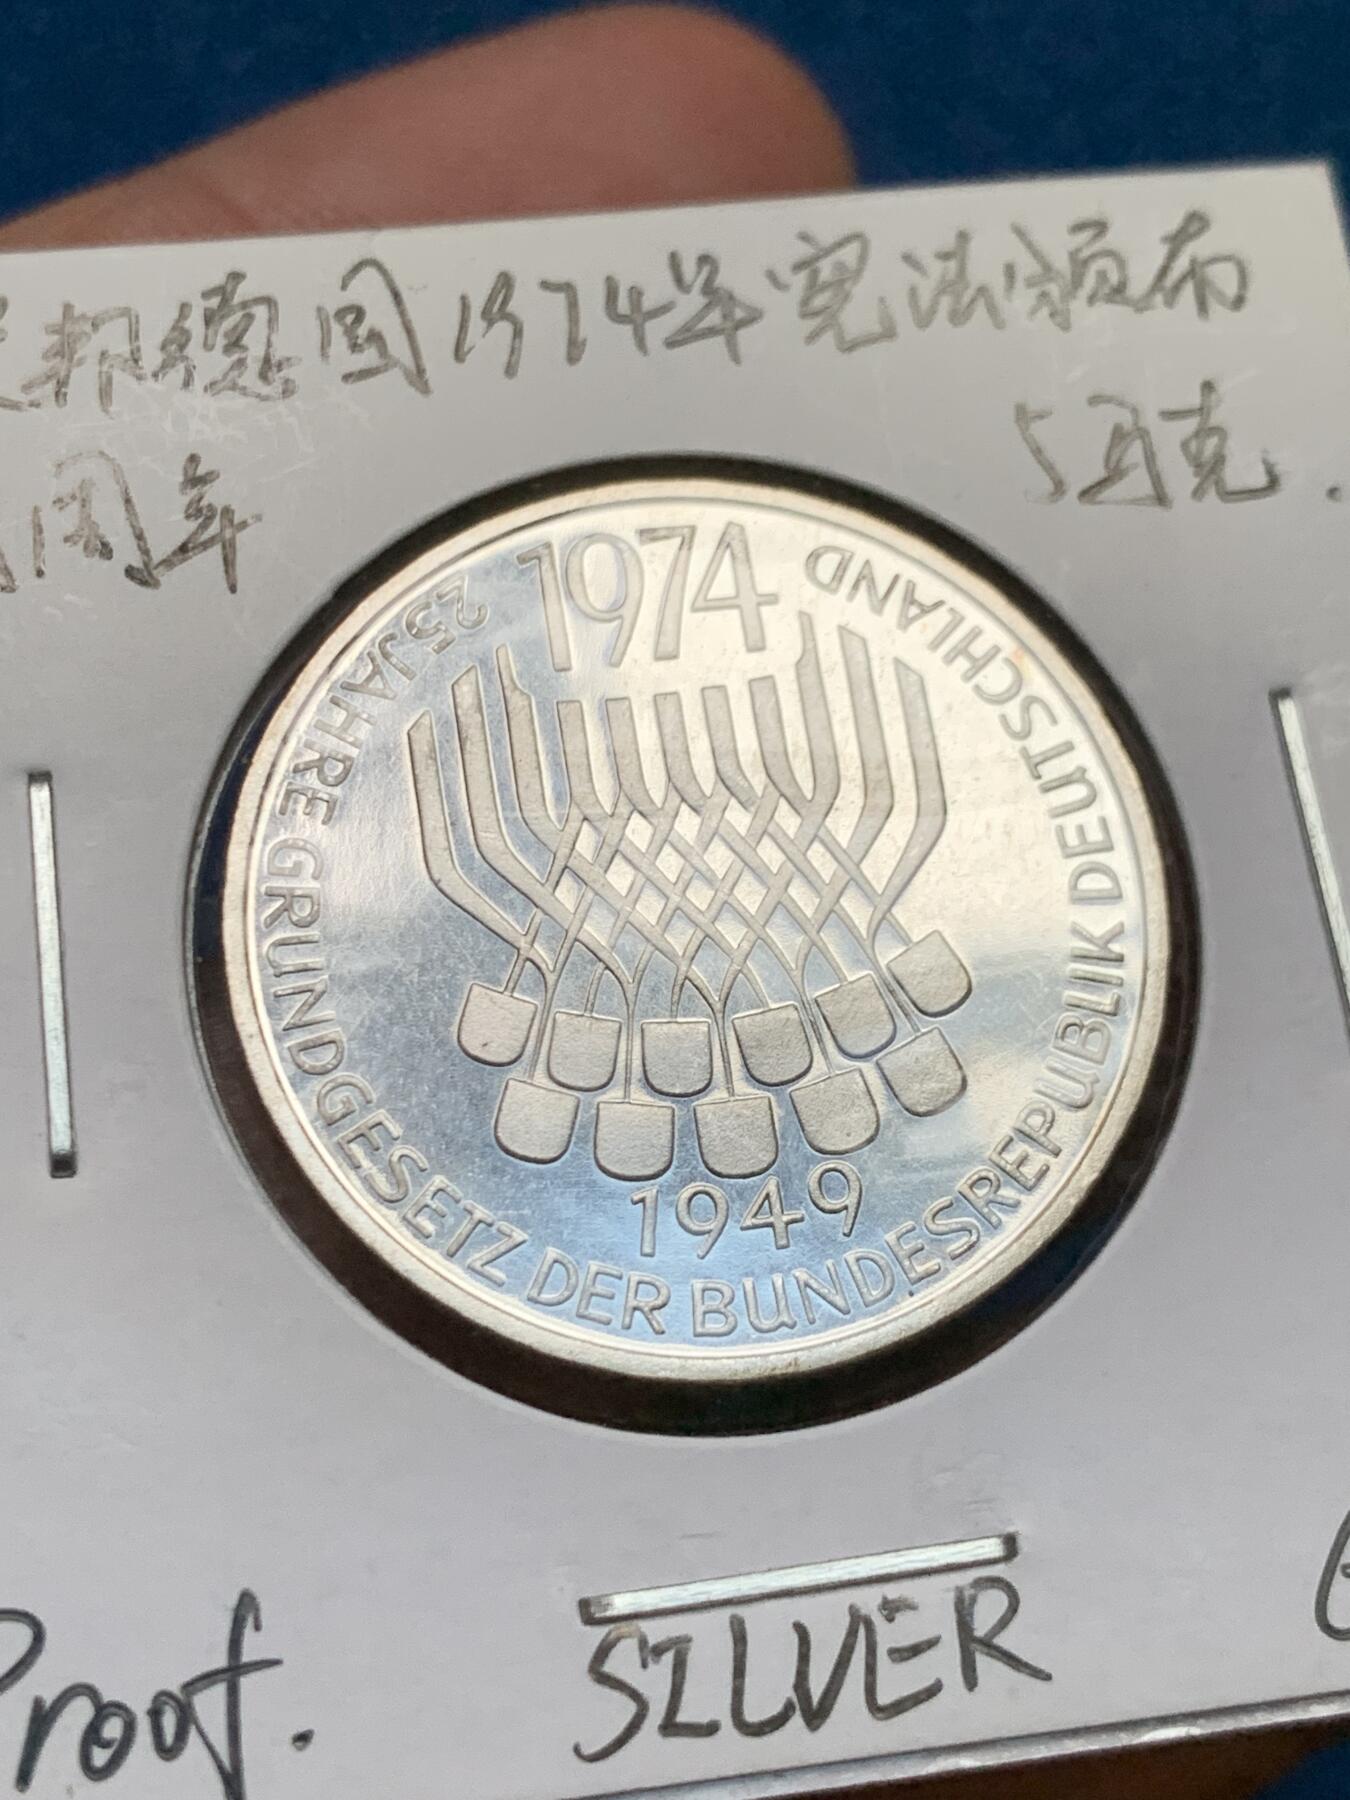 邦德国1974年宪法颁布
周年
5马克.
1974
25 JAHRE GRUNDGESETZ DER BUNDESREPUBLIK DEUTSCHLAND
1949
Proof.
SILVER